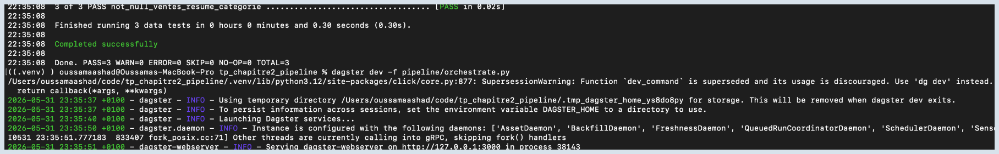 22:35:08  3 of 3 PASS not_null_ventes_resume_categorie ................................... [PASS in 0.02s]
22:35:08
22:35:08  Finished running 3 data tests in 0 hours 0 minutes and 0.30 seconds (0.30s).
22:35:08
22:35:08  Completed successfully
22:35:08
22:35:08  Done. PASS=3 WARN=0 ERROR=0 SKIP=0 NO-OP=0 TOTAL=3
[((.venv) ) oussamaashad@Oussamas-MacBook-Pro tp_chapitre2_pipeline % dagster dev -f pipeline/orchestrate.py
/Users/oussamaashad/code/tp_chapitre2_pipeline/.venv/lib/python3.12/site-packages/click/core.py:877: SupersessionWarning: Function `dev_command` is superseded and its usage is discouraged. Use 'dg dev' instead.
  return callback(*args, **kwargs)
2026-05-31 23:35:37 +0100 - dagster - INFO - Using temporary directory /Users/oussamaashad/code/tp_chapitre2_pipeline/.tmp_dagster_home_ys8do8py for storage. This will be removed when dagster dev exits.
2026-05-31 23:35:37 +0100 - dagster - INFO - To persist information across sessions, set the environment variable DAGSTER_HOME to a directory to use.
2026-05-31 23:35:40 +0100 - dagster - INFO - Launching Dagster services...
2026-05-31 23:35:50 +0100 - dagster.daemon - INFO - Instance is configured with the following daemons: ['AssetDaemon', 'BackfillDaemon', 'FreshnessDaemon', 'QueuedRunCoordinatorDaemon', 'SchedulerDaemon', 'Sens
I0531 23:35:51.777183  833407 fork_posix.cc:71] Other threads are currently calling into gRPC, skipping fork() handlers
2026-05-31 23:35:51 +0100 - dagster-webserver - INFO - Serving dagster-webserver on http://127.0.0.1:3000 in process 38143